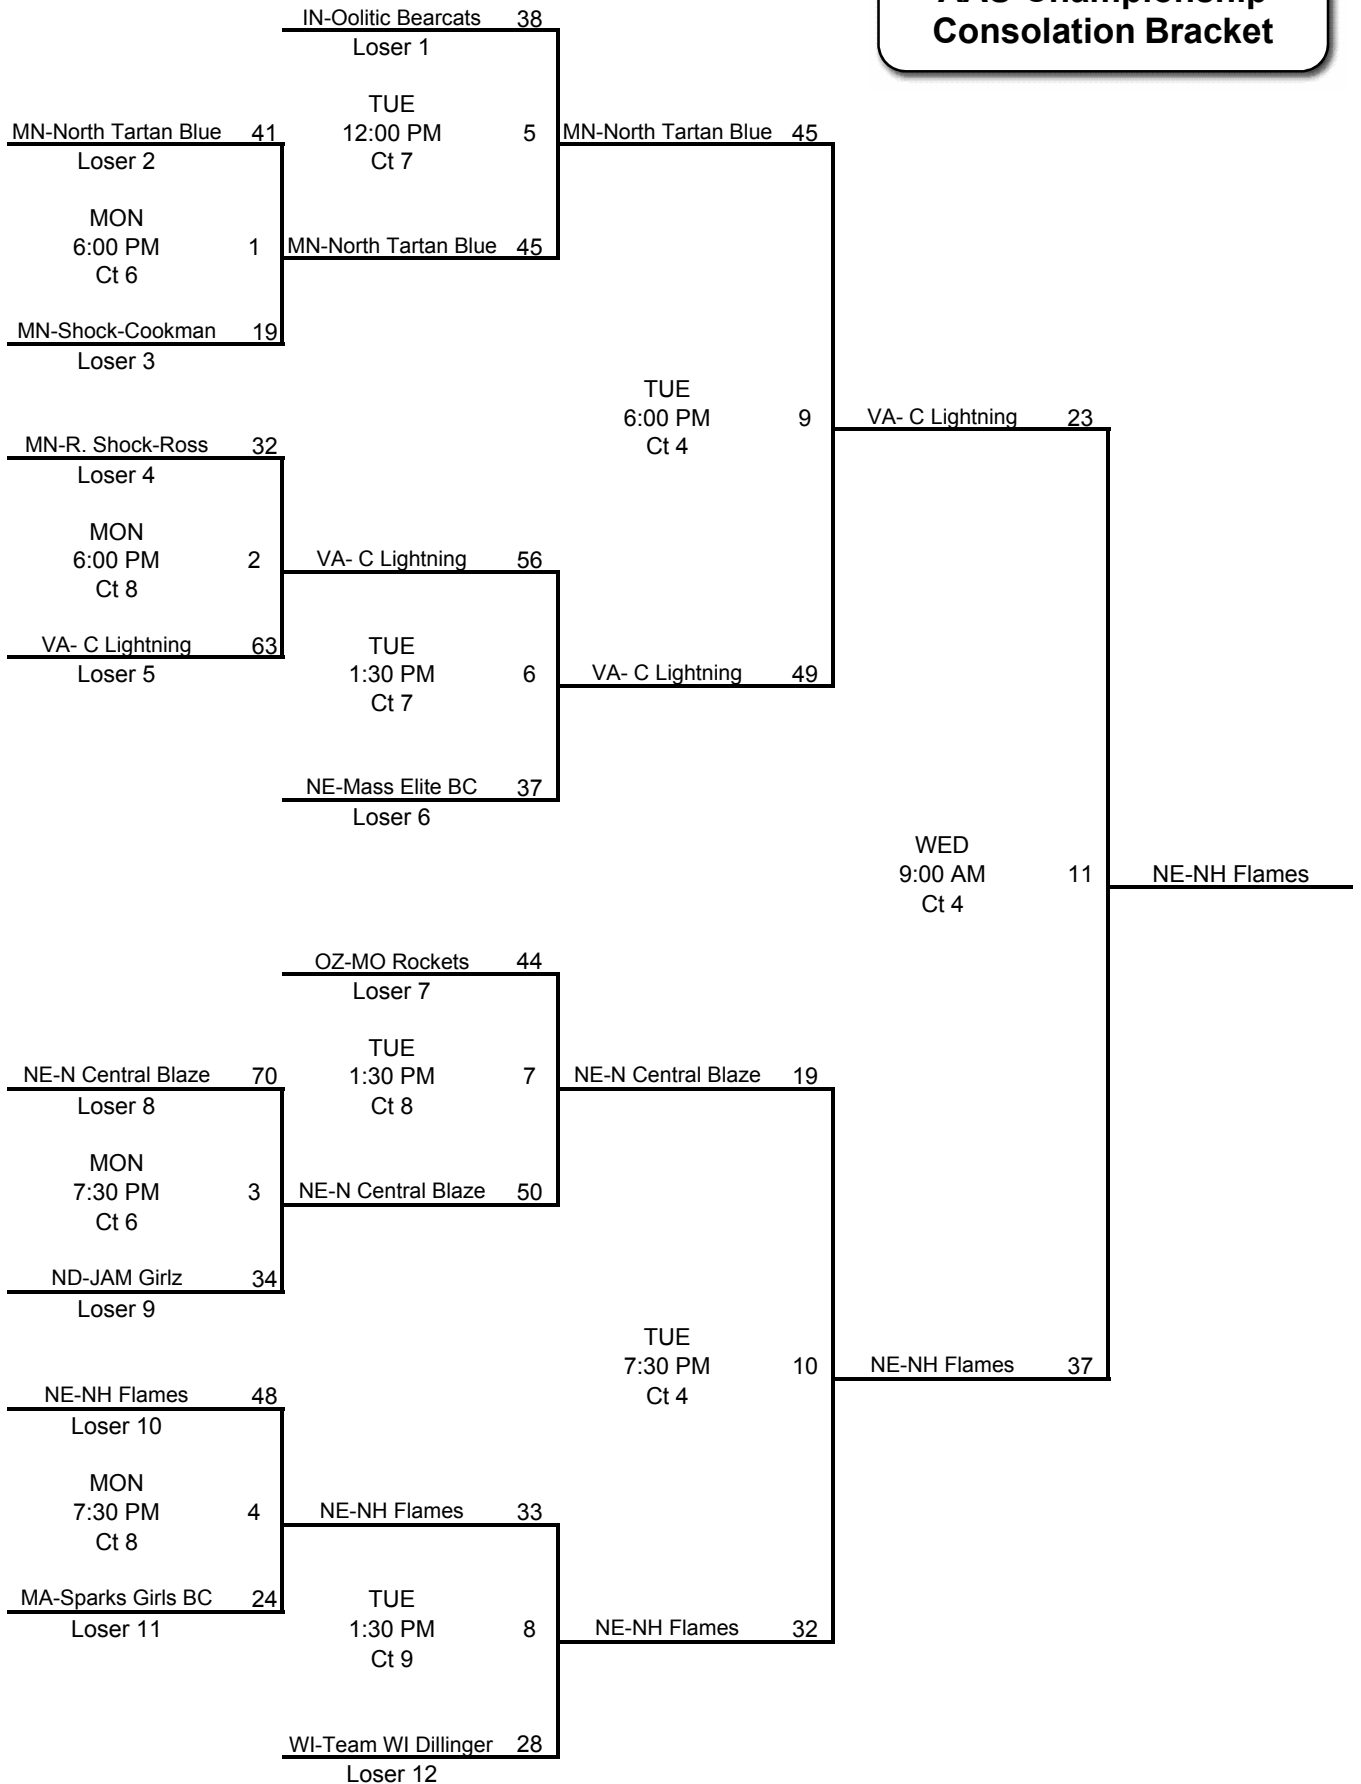 Consolation Bracket
IN-Oolitic Bearcats 38
Loser 1
TUE
12:00 PM
Ct 7
5
MN-North Tartan Blue 41
Loser 2
MON
6:00 PM
Ct 6
1
MN-North Tartan Blue 45
MN-North Tartan Blue 45
MN-Shock-Cookman 19
Loser 3
TUE
6:00 PM
Ct 4
9
VA- C Lightning 23
MN-R. Shock-Ross 32
Loser 4
MON
6:00 PM
Ct 8
2
VA- C Lightning 56
VA- C Lightning 63
Loser 5
TUE
1:30 PM
Ct 7
6
VA- C Lightning 49
NE-Mass Elite BC 37
Loser 6
WED
9:00 AM
Ct 4
11
NE-NH Flames
OZ-MO Rockets 44
Loser 7
TUE
1:30 PM
Ct 8
7
NE-N Central Blaze 19
NE-N Central Blaze 70
Loser 8
MON
7:30 PM
Ct 6
3
NE-N Central Blaze 50
ND-JAM Girlz 34
Loser 9
TUE
7:30 PM
Ct 4
10
NE-NH Flames 37
NE-NH Flames 48
Loser 10
MON
7:30 PM
Ct 8
4
NE-NH Flames 33
MA-Sparks Girls BC 24
Loser 11
TUE
1:30 PM
Ct 9
8
NE-NH Flames 32
WI-Team WI Dillinger 28
Loser 12